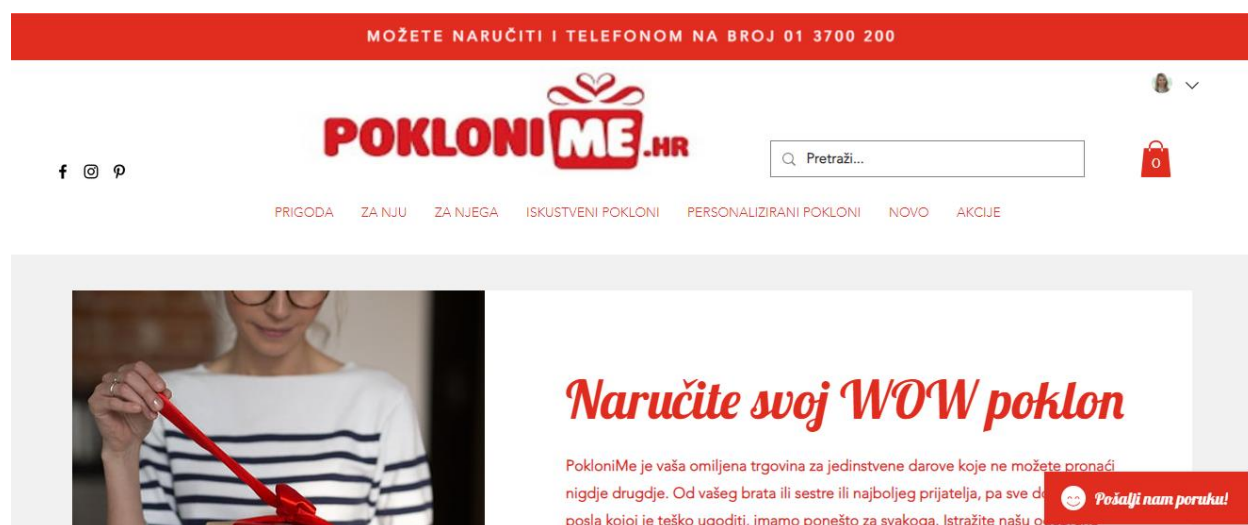 MOŽETE NARUČITI I TELEFONOM NA BROJ 01 3700 200
POKLONIME.HR
Pretraži...
0
PRIGODA ZA NJU ZA NJEGA ISKUSTVENI POKLONI PERSONALIZIRANI POKLONI NOVO AKCIJE
Naručite svoj WOW poklon
PokloniMe je vaša omiljena trgovina za jedinstvene darove koje ne možete pronaći
nigdje drugdje. Od vašeg brata ili sestre ili najboljeg prijatelja, pa sve
posla kojoj je teško ugoditi, imamo ponešto za svakoga. Istražite našu
Pošalji nam poruku!